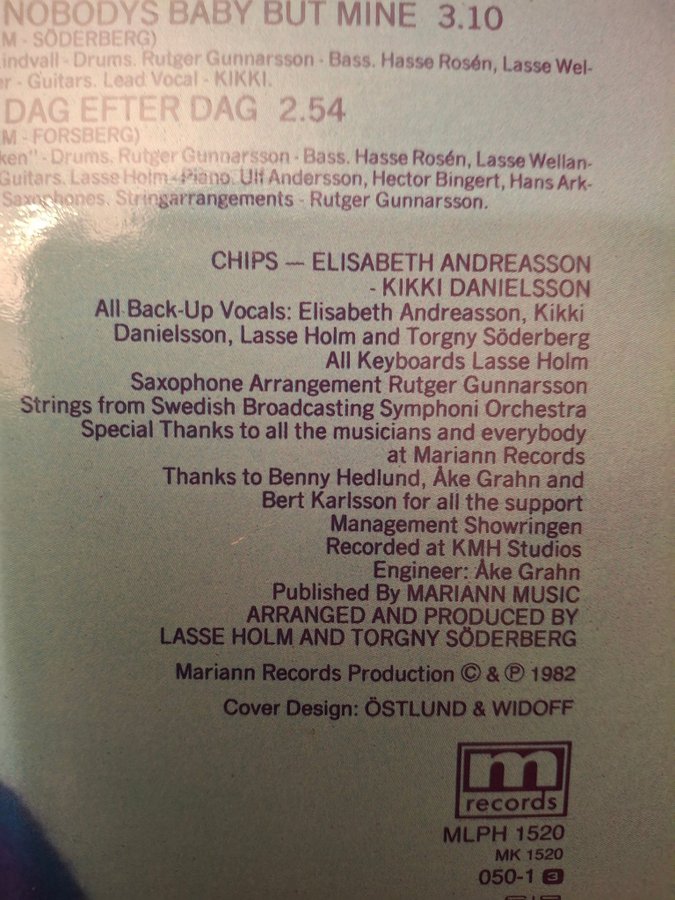 NOBODYS BABY BUT MINE 3.10
M - SÖDERBERG)
indvall - Drums. Rutger Gunnarsson - Bass. Hasse Rosén, Lasse Wel-
er - Guitars. Lead Vocal - KIKKI.
DAG EFTER DAG 2.54
M - FORSBERG)
ken" - Drums. Rutger Gunnarsson - Bass. Hasse Rosén, Lasse Wellan-
Guitars. Lasse Holm - Piano. Ulf Andersson, Hector Bingert, Hans Ark-
Saxophones. Stringarrangements - Rutger Gunnarsson.
CHIPS — ELISABETH ANDREASSON
- KIKKI DANIELSSON
All Back-Up Vocals: Elisabeth Andreasson, Kikki
Danielsson, Lasse Holm and Torgny Söderberg
All Keyboards Lasse Holm
Saxophone Arrangement Rutger Gunnarsson
Strings from Swedish Broadcasting Symphoni Orchestra
Special Thanks to all the musicians and everybody
at Mariann Records
Thanks to Benny Hedlund, Åke Grahn and
Bert Karlsson for all the support
Management Showringen
Recorded at KMH Studios
Engineer: Åke Grahn
Published By MARIANN MUSIC
ARRANGED AND PRODUCED BY
LASSE HOLM AND TORGNY SÖDERBERG
Mariann Records Production © & ℗ 1982
Cover Design: ÖSTLUND & WIDOFF
m
records
MLPH 1520
MK 1520
050-1 3